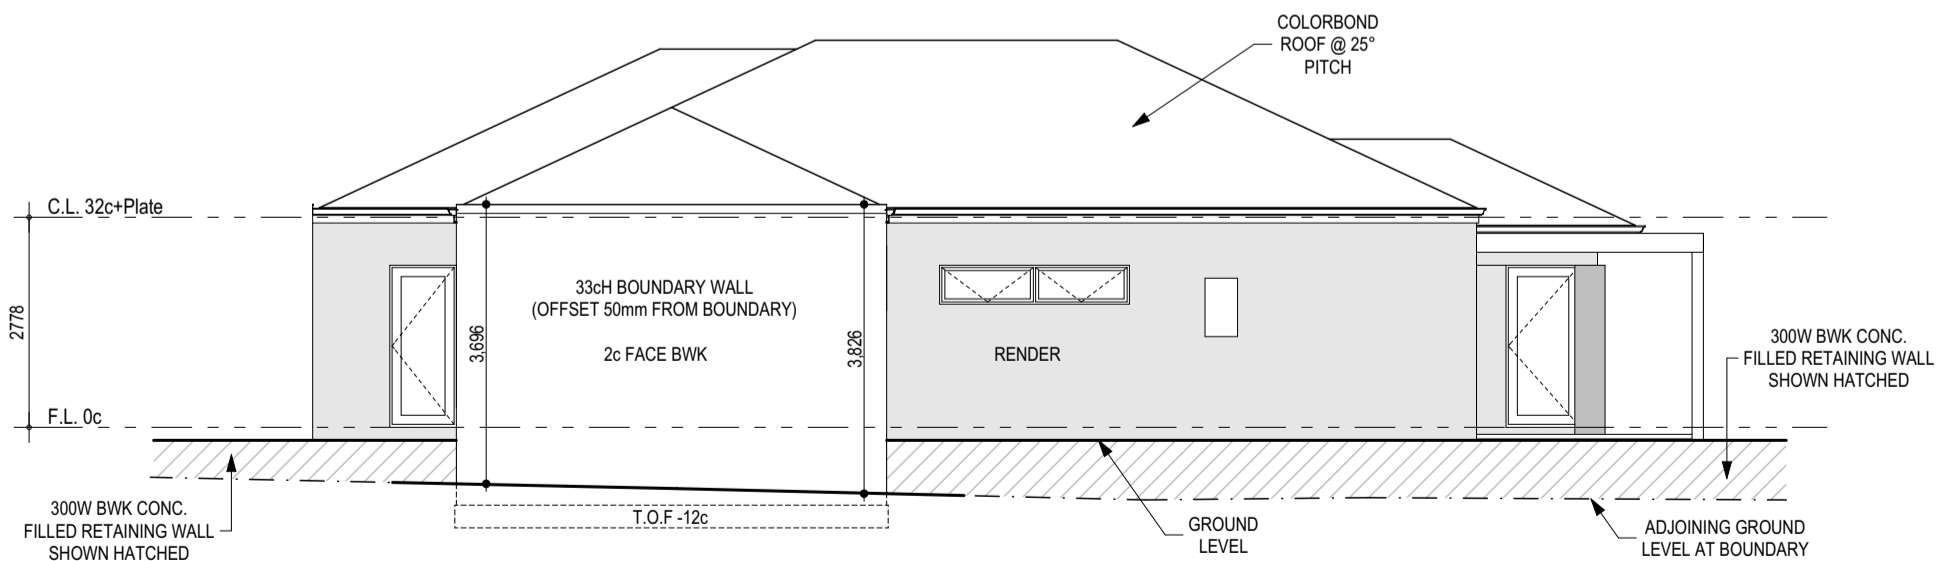 COLORBOND
ROOF @ 25°
PITCH
C.L. 32c+Plate
2778
F.L. 0c
33cH BOUNDARY WALL
(OFFSET 50mm FROM BOUNDARY)
3,696
2c FACE BWK
3,826
RENDER
300W BWK CONC.
FILLED RETAINING WALL
SHOWN HATCHED
300W BWK CONC.
FILLED RETAINING WALL
SHOWN HATCHED
T.O.F -12c
GROUND
LEVEL
ADJOINING GROUND
LEVEL AT BOUNDARY